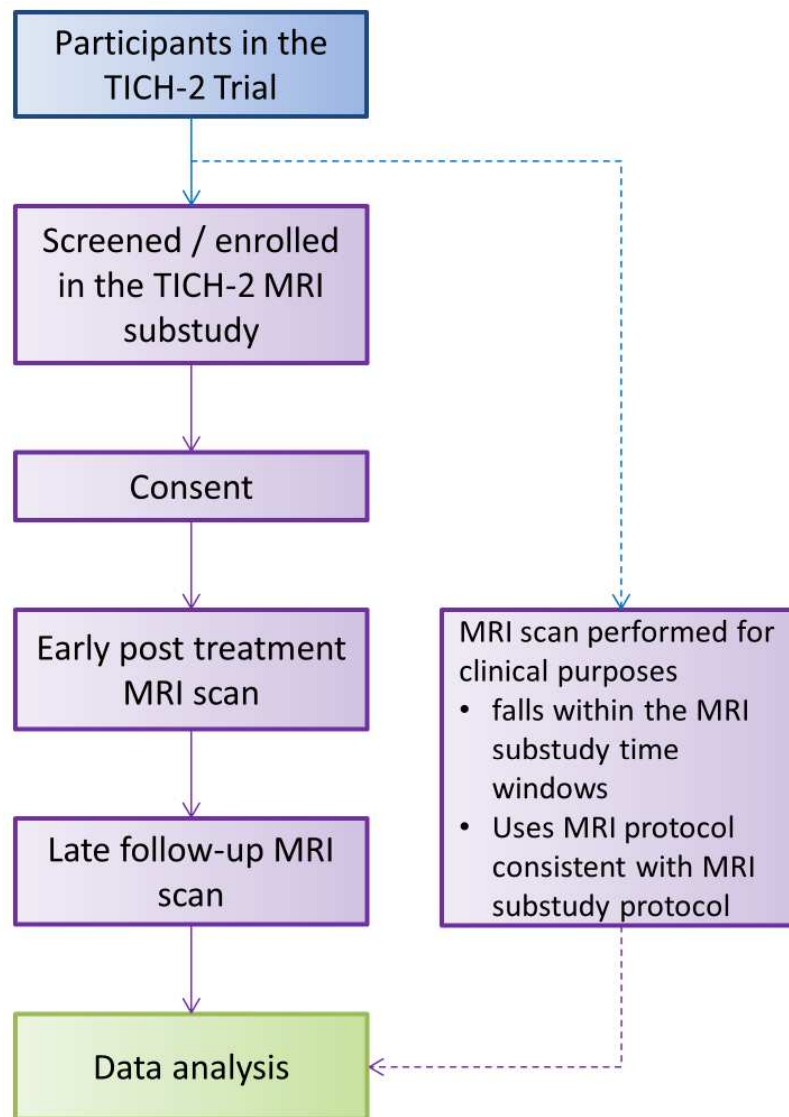 Participants in the
TICH-2 Trial
Screened / enrolled
in the TICH-2 MRI
substudy
Consent
Early post treatment
MRI scan
Late follow-up MRI
scan
MRI scan performed for
clinical purposes
• falls within the MRI
substudy time
windows
• Uses MRI protocol
consistent with MRI
substudy protocol
Data analysis